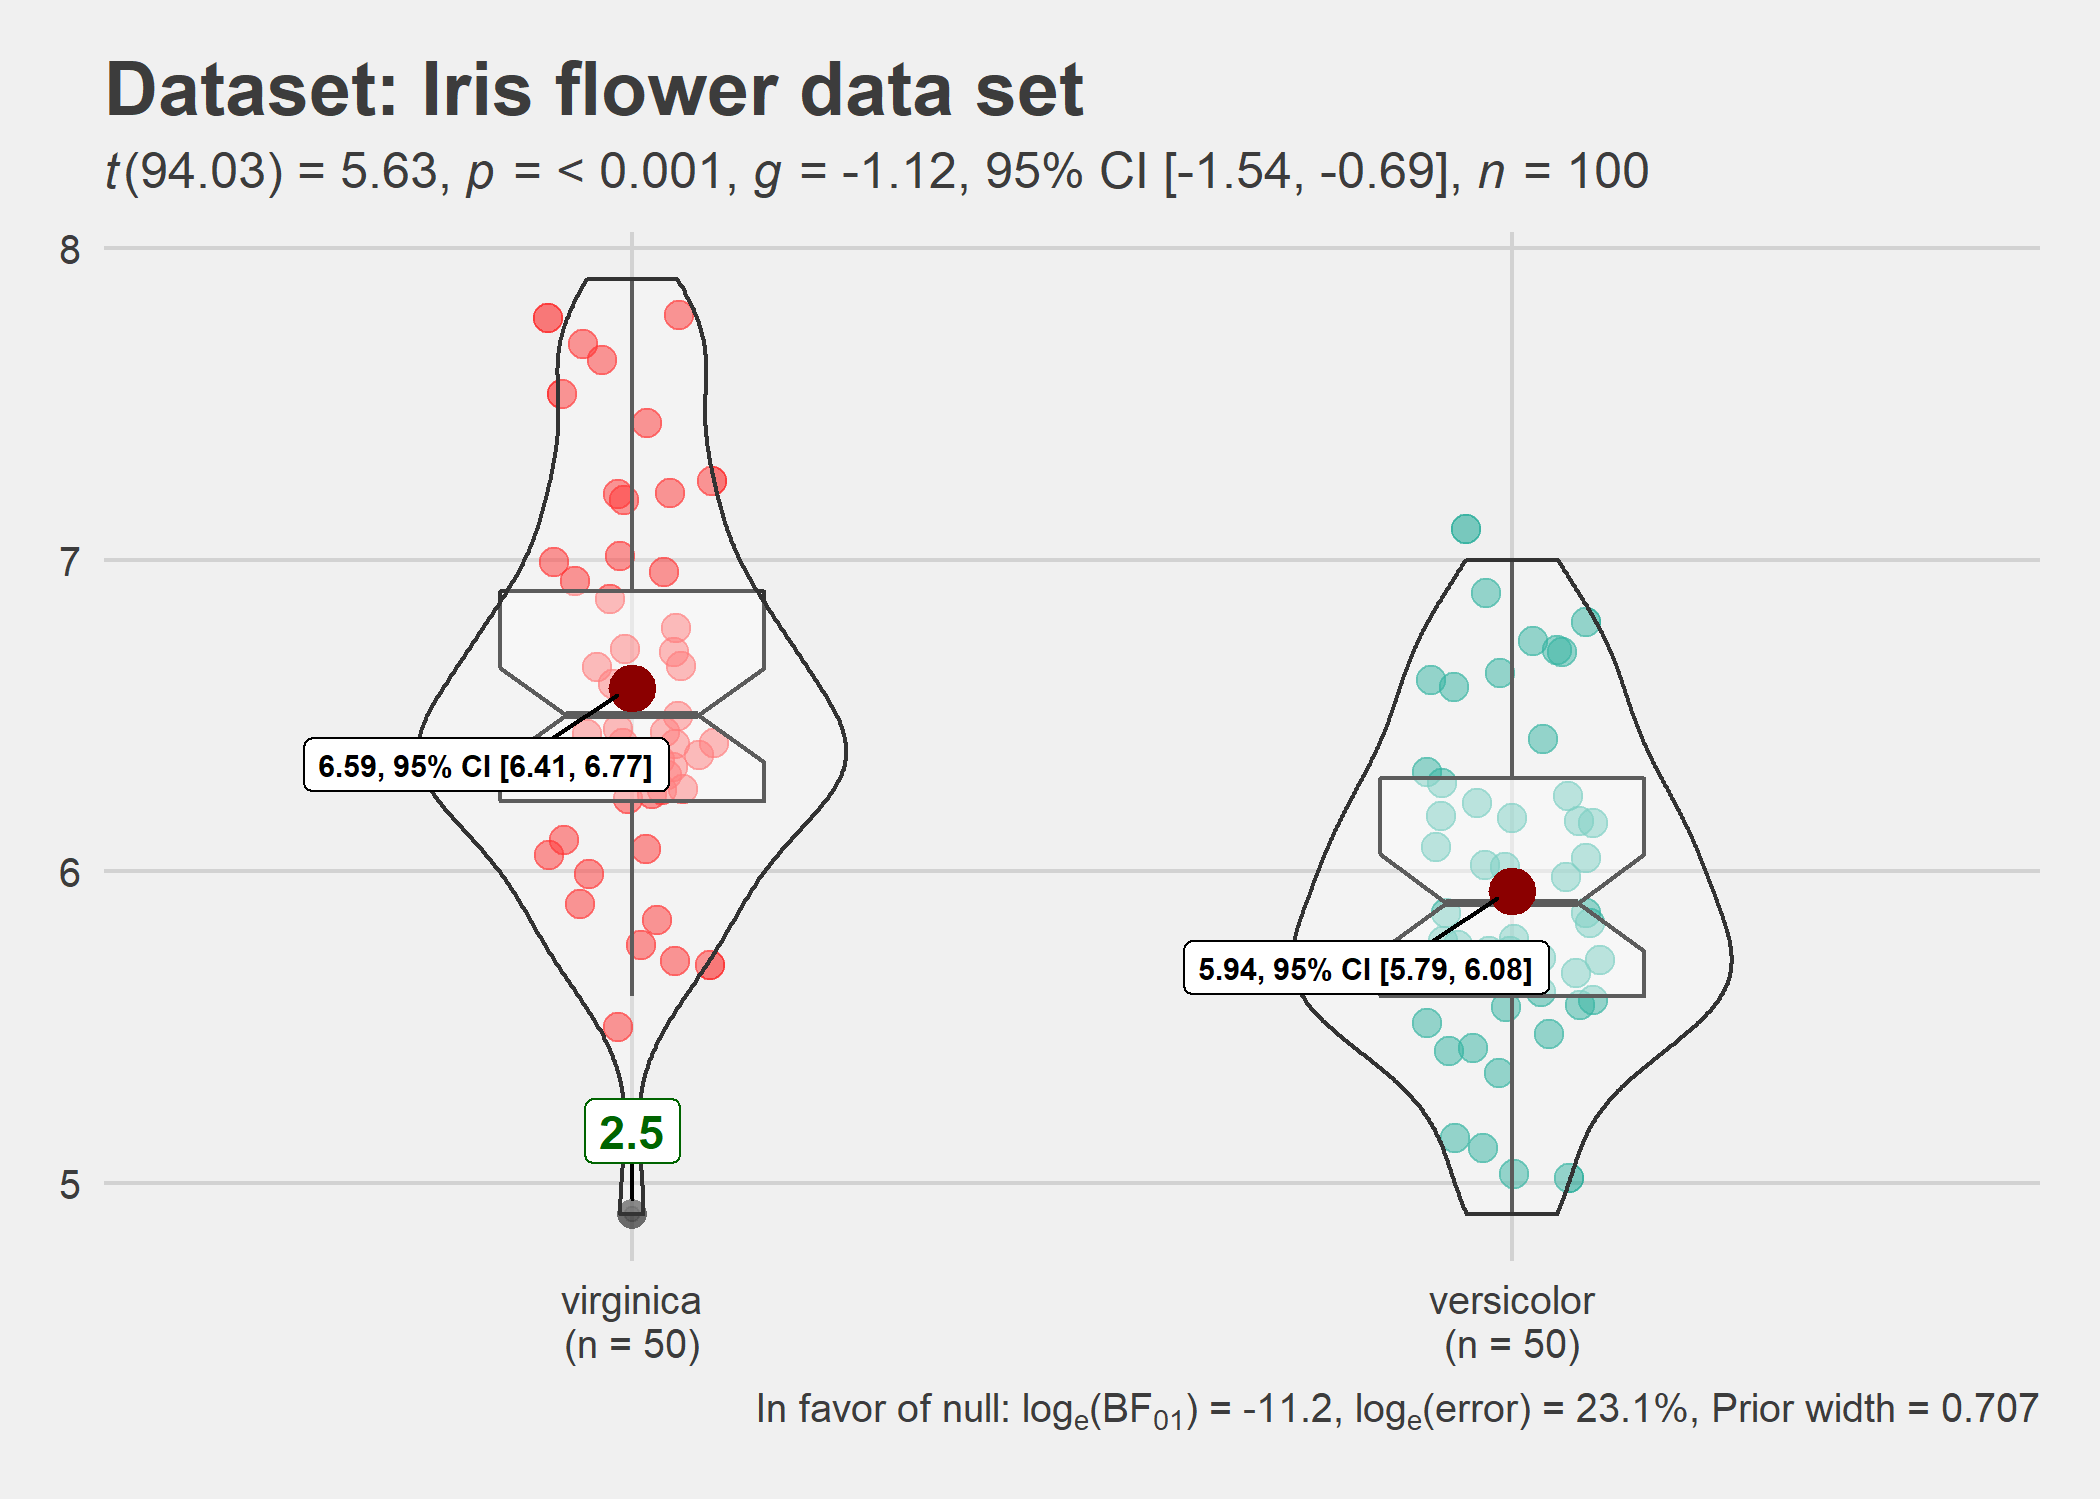 Dataset: Iris flower data set
t(94.03) = 5.63, p = < 0.001, g = -1.12, 95% CI [-1.54, -0.69], n = 100
8
7
6
5
6.59, 95% CI [6.41, 6.77]
5.94, 95% CI [5.79, 6.08]
2.5
virginica
(n = 50)
versicolor
(n = 50)
In favor of null: logₑ(BF₀₁) = -11.2, logₑ(error) = 23.1%, Prior width = 0.707